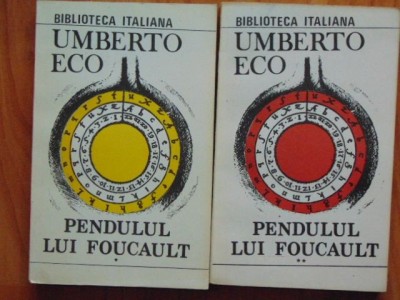 BIBLIOTECA ITALIANA
UMBERTO
ECO
PENDULUL
LUI FOUCAULT
*
BIBLIOTECA ITALIANA
UMBERTO
ECO
PENDULUL
LUI FOUCAULT
**